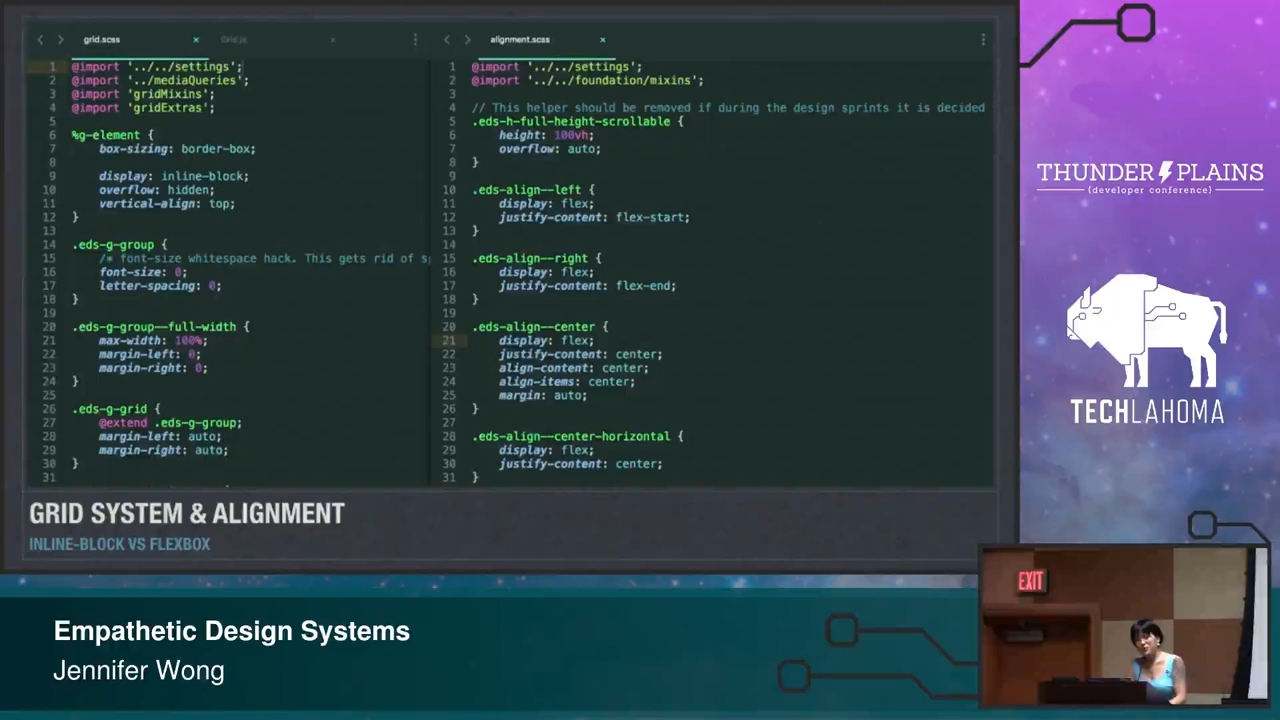 grid.scss
Grid.js
1 @import '../../settings';
2 @import '../mediaQueries';
3 @import 'gridMixins';
4 @import 'gridExtras';
5
6 %g-element {
7 box-sizing: border-box;
8
9 display: inline-block;
10 overflow: hidden;
11 vertical-align: top;
12 }
13
14 .eds-g-group {
15 /* font-size whitespace hack. This gets rid of
16 font-size: 0;
17 letter-spacing: 0;
18 }
19
20 .eds-g-group--full-width {
21 max-width: 100%;
22 margin-left: 0;
23 margin-right: 0;
24 }
25
26 .eds-g-grid {
27 @extend .eds-g-group;
28 margin-left: auto;
29 margin-right: auto;
30 }
31
alignment.scss
1 @import '../../settings';
2 @import '../../foundation/mixins';
3
4 // This helper should be removed if during the design sprints it is decided
5 .eds-h-full-height-scrollable {
6 height: 100vh;
7 overflow: auto;
8 }
9
10 .eds-align--left {
11 display: flex;
12 justify-content: flex-start;
13 }
14
15 .eds-align--right {
16 display: flex;
17 justify-content: flex-end;
18 }
19
20 .eds-align--center {
21 display: flex;
22 justify-content: center;
23 align-content: center;
24 align-items: center;
25 margin: auto;
26 }
27
28 .eds-align--center-horizontal {
29 display: flex;
30 justify-content: center;
31 }
GRID SYSTEM & ALIGNMENT
INLINE-BLOCK VS FLEXBOX
THUNDER PLAINS
{developer conference}
TECHLAHOMA
EXIT
Empathetic Design Systems
Jennifer Wong